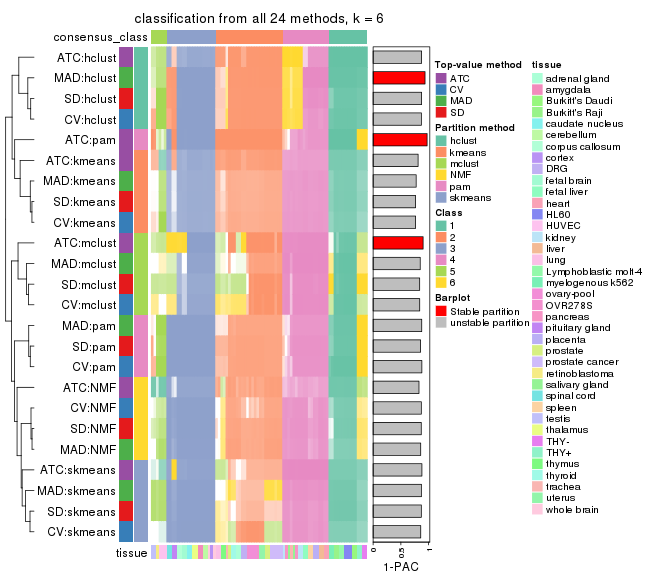 classification from all 24 methods, k = 6
consensus_class
ATC:hclust
MAD:hclust
SD:hclust
CV:hclust
ATC:pam
ATC:kmeans
MAD:kmeans
SD:kmeans
CV:kmeans
ATC:mclust
MAD:mclust
SD:mclust
CV:mclust
MAD:pam
SD:pam
CV:pam
ATC:NMF
CV:NMF
SD:NMF
MAD:NMF
ATC:skmeans
MAD:skmeans
SD:skmeans
CV:skmeans
tissue
0
0.5
1
1-PAC
Top-value method
ATC
CV
MAD
SD
Partition method
hclust
kmeans
mclust
NMF
pam
skmeans
Class
1
2
3
4
5
6
Barplot
Stable partition
unstable partition
tissue
adrenal gland
amygdala
Burkitt's Daudi
Burkitt's Raji
caudate nucleus
cerebellum
corpus callosum
cortex
DRG
fetal brain
fetal liver
heart
HL60
HUVEC
kidney
liver
lung
Lymphoblastic molt-4
myelogenous k562
ovary-pool
OVR278S
pancreas
pituitary gland
placenta
prostate
prostate cancer
retinoblastoma
salivary gland
spinal cord
spleen
testis
thalamus
THY-
THY+
thymus
thyroid
trachea
uterus
whole brain